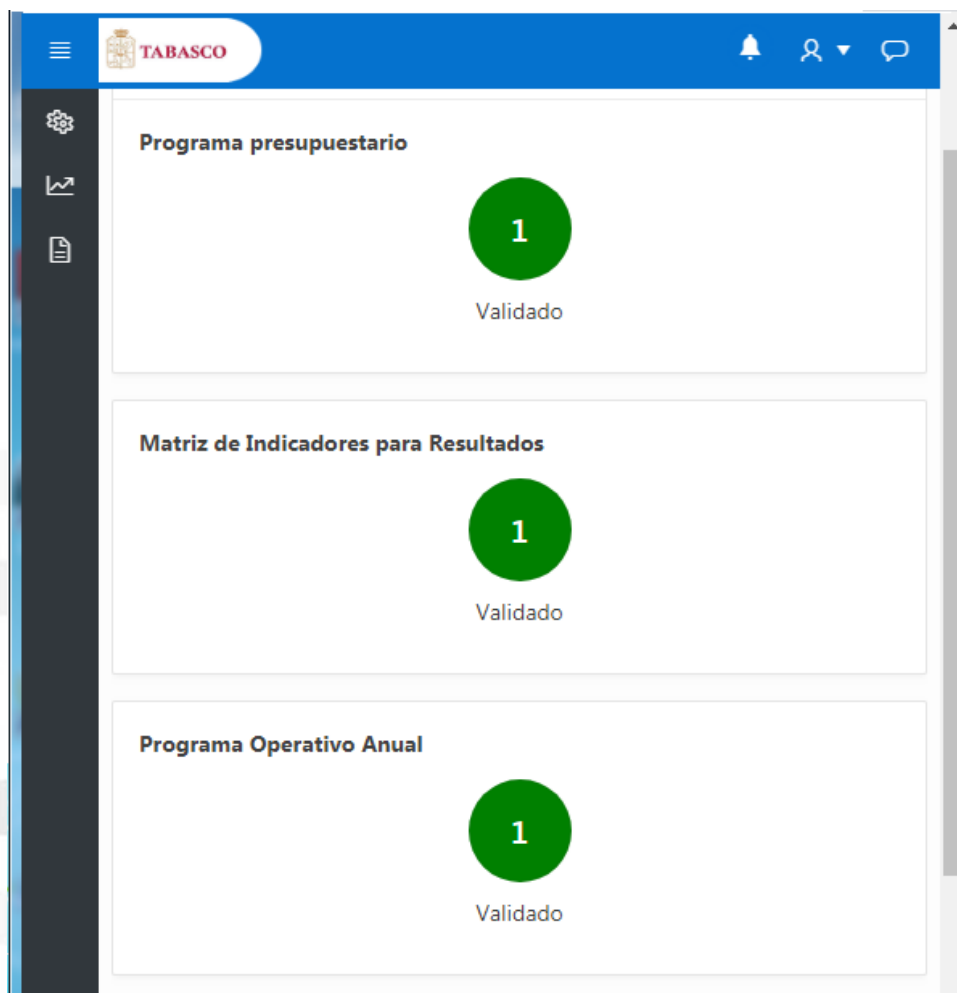 TABASCO
Programa presupuestario
1
Validado
Matriz de Indicadores para Resultados
1
Validado
Programa Operativo Anual
1
Validado